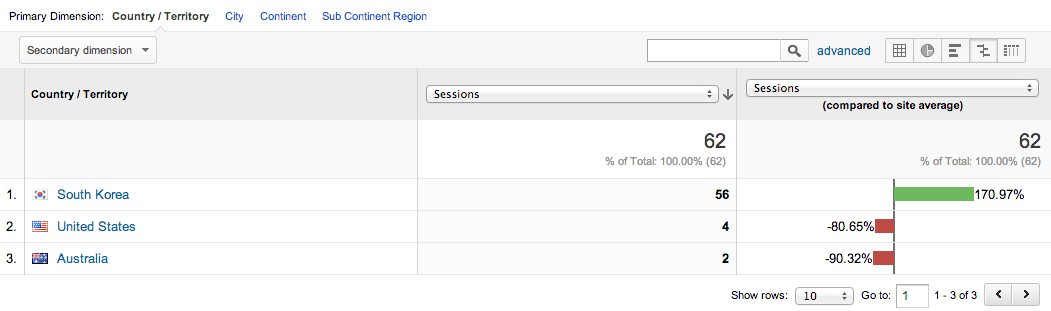 Primary Dimension: Country / Territory City Continent Sub Continent Region
Secondary dimension advanced
Country / Territory Sessions Sessions
(compared to site average)
62 62
% of Total: 100.00% (62) % of Total: 100.00% (62)
1. South Korea 56 170.97%
2. United States 4 -80.65%
3. Australia 2 -90.32%
Show rows: 10 Go to: 1 1 - 3 of 3